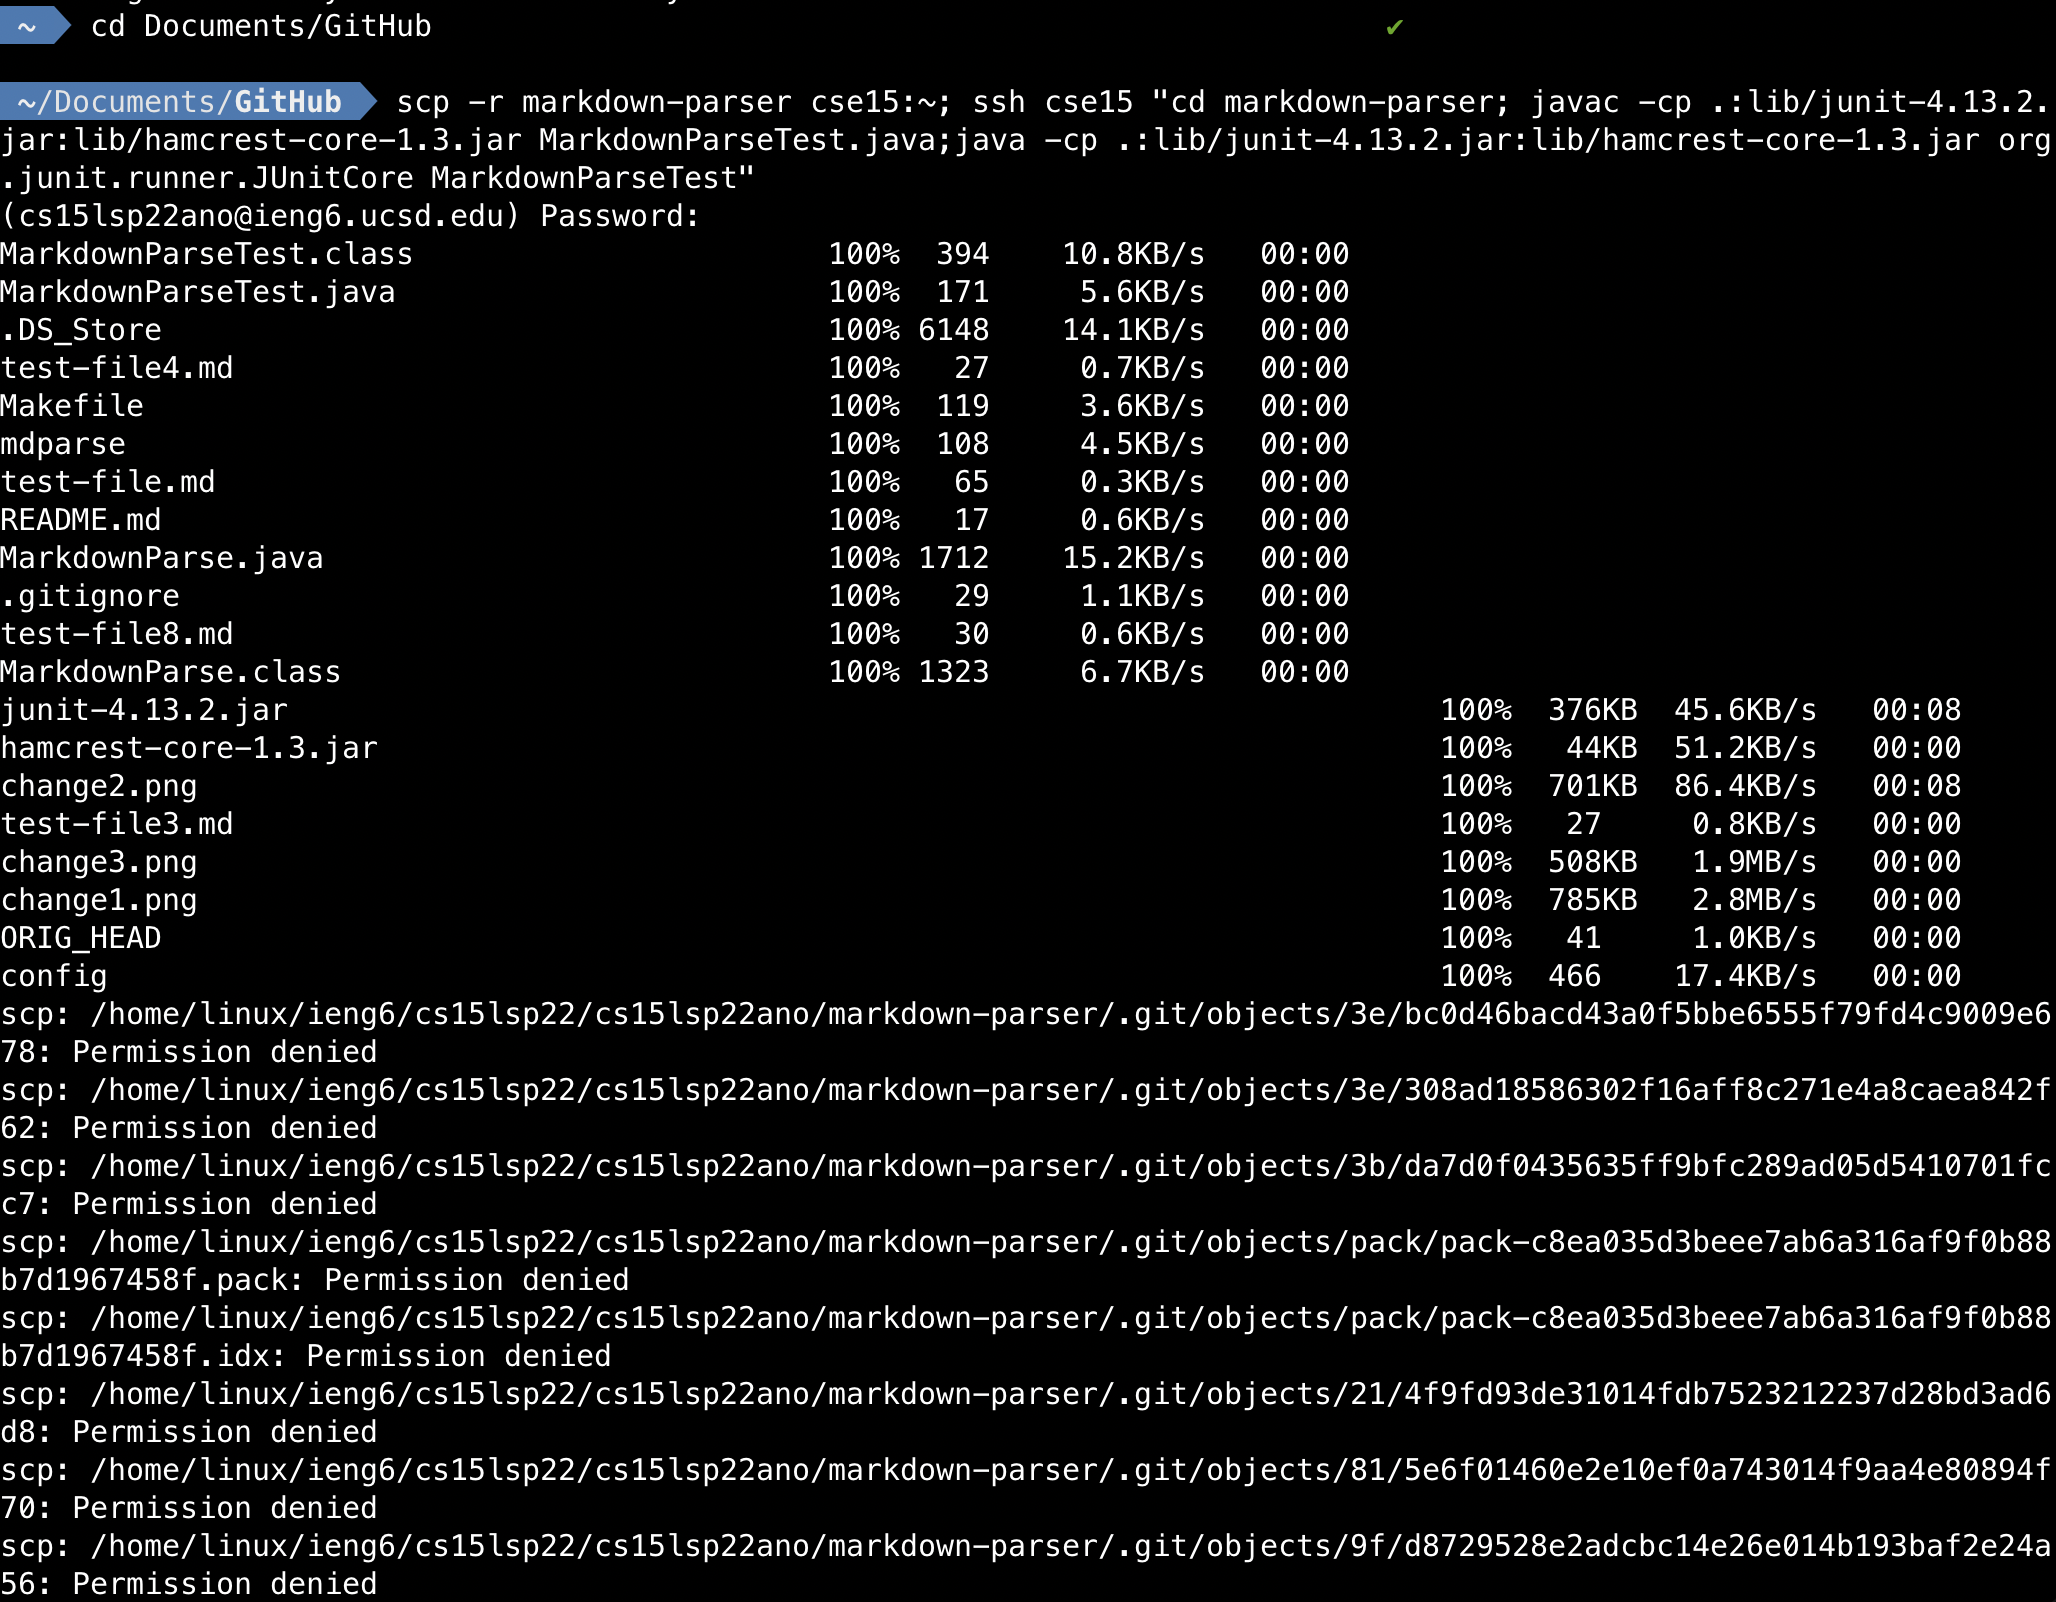 ~ cd Documents/GitHub ✔
~/Documents/GitHub scp -r markdown-parser cse15:~; ssh cse15 "cd markdown-parser; javac -cp .:lib/junit-4.13.2.
jar:lib/hamcrest-core-1.3.jar MarkdownParseTest.java;java -cp .:lib/junit-4.13.2.jar:lib/hamcrest-core-1.3.jar org
.junit.runner.JUnitCore MarkdownParseTest"
(cs15lsp22ano@ieng6.ucsd.edu) Password:
MarkdownParseTest.class 100% 394 10.8KB/s 00:00
MarkdownParseTest.java 100% 171 5.6KB/s 00:00
.DS_Store 100% 6148 14.1KB/s 00:00
test-file4.md 100% 27 0.7KB/s 00:00
Makefile 100% 119 3.6KB/s 00:00
mdparse 100% 108 4.5KB/s 00:00
test-file.md 100% 65 0.3KB/s 00:00
README.md 100% 17 0.6KB/s 00:00
MarkdownParse.java 100% 1712 15.2KB/s 00:00
.gitignore 100% 29 1.1KB/s 00:00
test-file8.md 100% 30 0.6KB/s 00:00
MarkdownParse.class 100% 1323 6.7KB/s 00:00
junit-4.13.2.jar 100% 376KB 45.6KB/s 00:08
hamcrest-core-1.3.jar 100% 44KB 51.2KB/s 00:00
change2.png 100% 701KB 86.4KB/s 00:08
test-file3.md 100% 27 0.8KB/s 00:00
change3.png 100% 508KB 1.9MB/s 00:00
change1.png 100% 785KB 2.8MB/s 00:00
ORIG_HEAD 100% 41 1.0KB/s 00:00
config 100% 466 17.4KB/s 00:00
scp: /home/linux/ieng6/cs15lsp22/cs15lsp22ano/markdown-parser/.git/objects/3e/bc0d46bacd43a0f5bbe6555f79fd4c9009e6
78: Permission denied
scp: /home/linux/ieng6/cs15lsp22/cs15lsp22ano/markdown-parser/.git/objects/3e/308ad18586302f16aff8c271e4a8caea842f
62: Permission denied
scp: /home/linux/ieng6/cs15lsp22/cs15lsp22ano/markdown-parser/.git/objects/3b/da7d0f0435635ff9bfc289ad05d5410701fc
c7: Permission denied
scp: /home/linux/ieng6/cs15lsp22/cs15lsp22ano/markdown-parser/.git/objects/pack/pack-c8ea035d3beee7ab6a316af9f0b88
b7d1967458f.pack: Permission denied
scp: /home/linux/ieng6/cs15lsp22/cs15lsp22ano/markdown-parser/.git/objects/pack/pack-c8ea035d3beee7ab6a316af9f0b88
b7d1967458f.idx: Permission denied
scp: /home/linux/ieng6/cs15lsp22/cs15lsp22ano/markdown-parser/.git/objects/21/4f9fd93de31014fdb7523212237d28bd3ad6
d8: Permission denied
scp: /home/linux/ieng6/cs15lsp22/cs15lsp22ano/markdown-parser/.git/objects/81/5e6f01460e2e10ef0a743014f9aa4e80894f
70: Permission denied
scp: /home/linux/ieng6/cs15lsp22/cs15lsp22ano/markdown-parser/.git/objects/9f/d8729528e2adcbc14e26e014b193baf2e24a
56: Permission denied